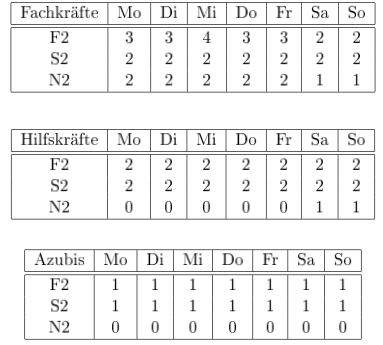 Fachkräfte Mo Di Mi Do Fr Sa So
F2 3 3 4 3 3 2 2
S2 2 2 2 2 2 2 2
N2 2 2 2 2 2 1 1
Hilfskräfte Mo Di Mi Do Fr Sa So
F2 2 2 2 2 2 2 2
S2 2 2 2 2 2 2 2
N2 0 0 0 0 0 1 1
Azubis Mo Di Mi Do Fr Sa So
F2 1 1 1 1 1 1 1
S2 1 1 1 1 1 1 1
N2 0 0 0 0 0 0 0